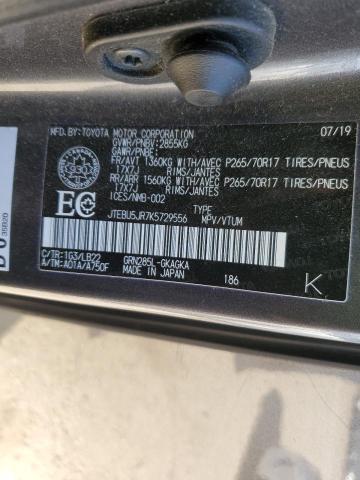 MFD.BY:TOYOTA MOTOR CORPORATION 07/19
GVWR/PNBV: 2855KG
GAWR/PNBE:
FR/AVT 1360KG WITH/AVEC P265/70R17 TIRES/PNEUS
17X7J RIMS/JANTES
RR/ARR 1560KG WITH/AVEC P265/70R17 TIRES/PNEUS
17X7J RIMS/JANTES
ICES/NMB-002
EC
JTEBU5JR7K5729556 MPV/VTUM
TYPE
C/TR:1G3/LB22 GRN285L-GKAGKA
A/TM:A01A/A750F MADE IN JAPAN
186
K
CANADA